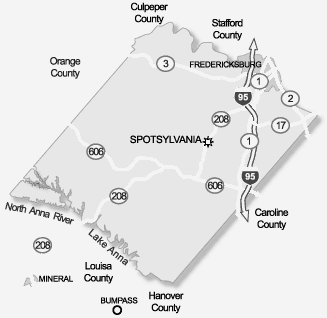 Culpeper
County
Stafford
County
Orange
County
FREDERICKSBURG
3
1
2
95
208
17
SPOTSYLVANIA
1
606
95
606
208
North Anna River
Caroline
County
Lake Anna
208
Louisa
County
MINERAL
Hanover
County
BUMPASS